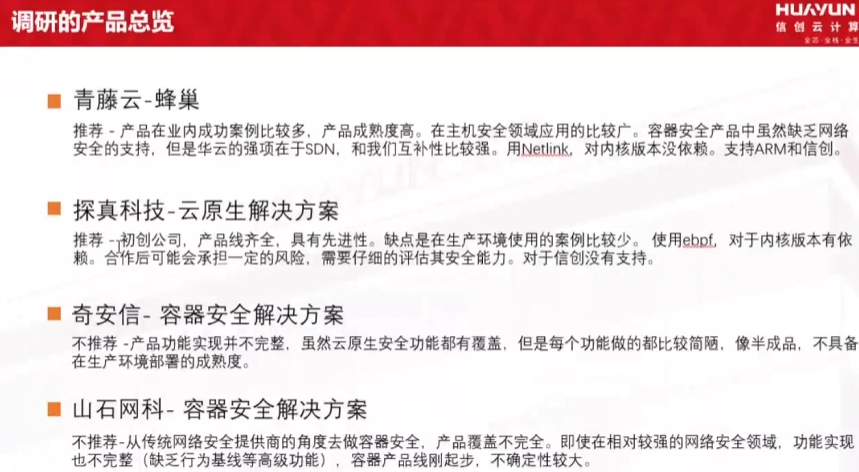 调研的产品总览
HUAYUN
信创云计算
青藤云-蜂巢
推荐 - 产品在业内成功案例比较多，产品成熟度高。在主机安全领域应用的比较广。容器安全产品中虽然缺乏网络
安全的支持，但是华云的强项在于SDN，和我们互补性比较强。用Netlink，对内核版本没依赖。支持ARM和信创。
探真科技-云原生解决方案
推荐 -初创公司，产品线齐全，具有先进性。缺点是在生产环境使用的案例比较少。 使用ebpf，对于内核版本有依
赖。合作后可能会承担一定的风险，需要仔细的评估其安全能力。对于信创没有支持。
奇安信- 容器安全解决方案
不推荐 -产品功能实现并不完整，虽然云原生安全功能都有覆盖，但是每个功能做的都比较简陋，像半成品，不具备
在生产环境部署的成熟度。
山石网科- 容器安全解决方案
不推荐-从传统网络安全提供商的角度去做容器安全，产品覆盖不完全。即使在相对较强的网络安全领域，功能实现
也不完整（缺乏行为基线等高级功能），容器产品线刚起步，不确定性较大。